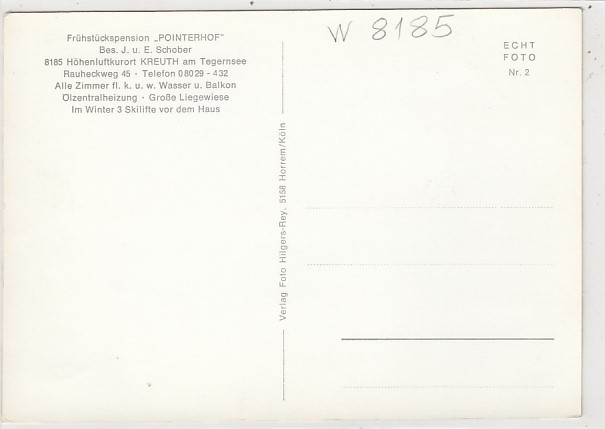 Frühstückspension „POINTERHOF"
Bes. J. u. E. Schober
8185 Höhenluftkurort KREUTH am Tegernsee
Rauheckweg 45 · Telefon 08029 - 432
Alle Zimmer fl. k. u. w. Wasser u. Balkon
Ölzentralheizung · Große Liegewiese
Im Winter 3 Skilifte vor dem Haus
Verlag Foto Hilgers-Rey, 5158 Horrem/Köln
W 8185
ECHT
FOTO
Nr. 2